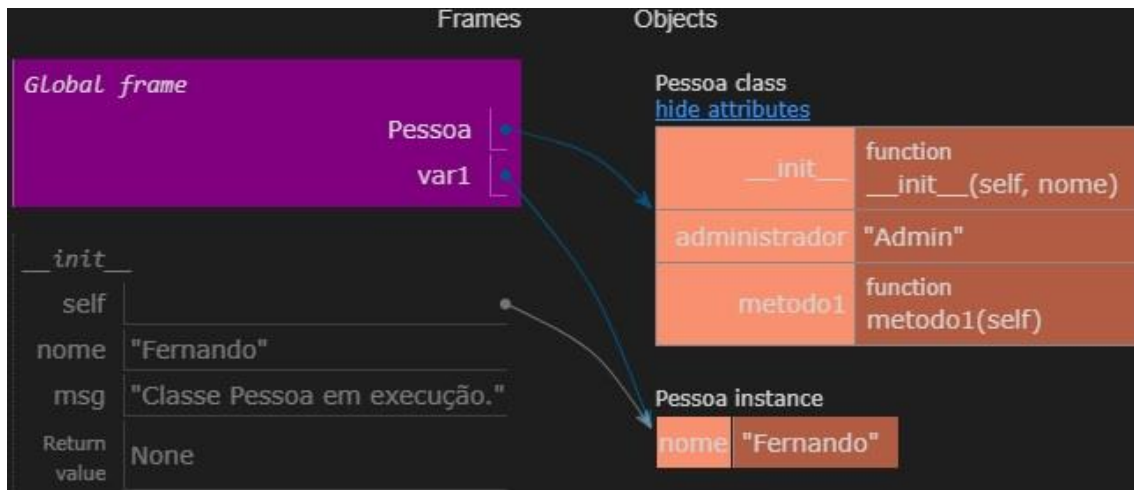 Frames
Objects
Global frame
Pessoa
var1
__init__
self
nome "Fernando"
msg "Classe Pessoa em execução."
Return
value
None
Pessoa class
hide attributes
__init__
function
__init__(self, nome)
administrador "Admin"
metodo1
function
metodo1(self)
Pessoa instance
nome "Fernando"